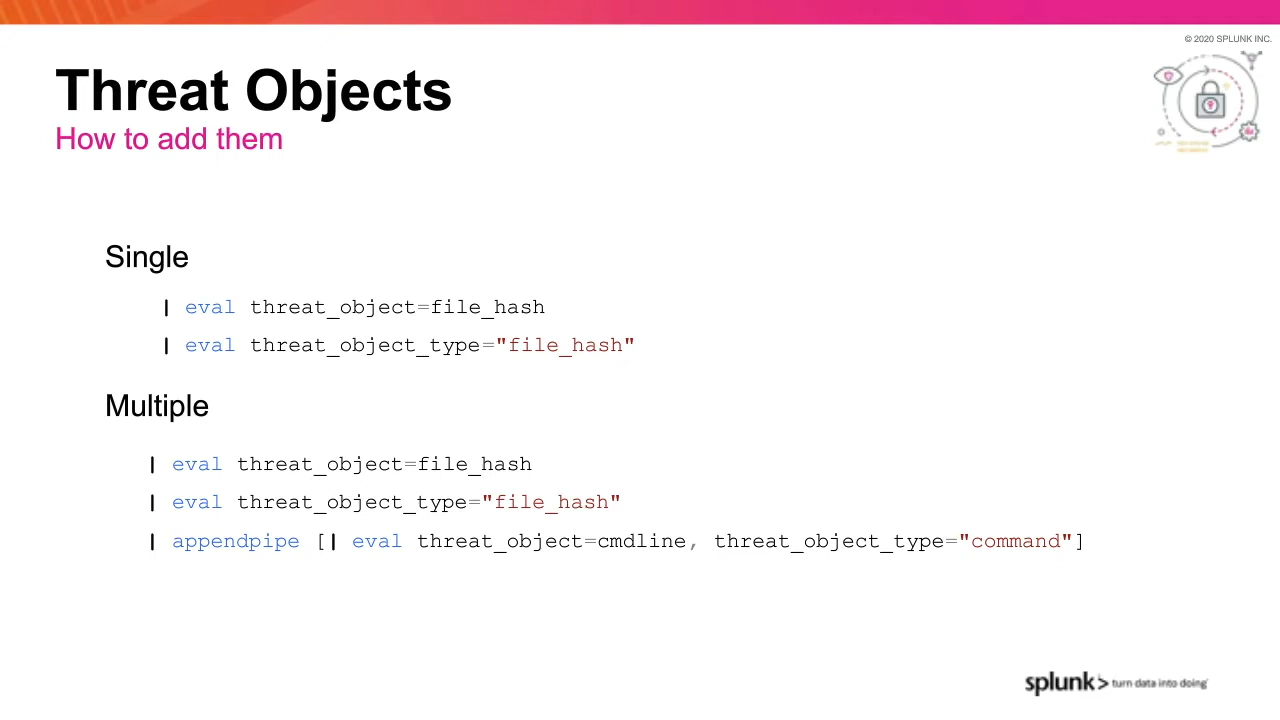 © 2020 SPLUNK INC.
Threat Objects
How to add them
Single
| eval threat_object=file_hash
| eval threat_object_type="file_hash"
Multiple
| eval threat_object=file_hash
| eval threat_object_type="file_hash"
| appendpipe [| eval threat_object=cmdline, threat_object_type="command"]
splunk> turn data into doing